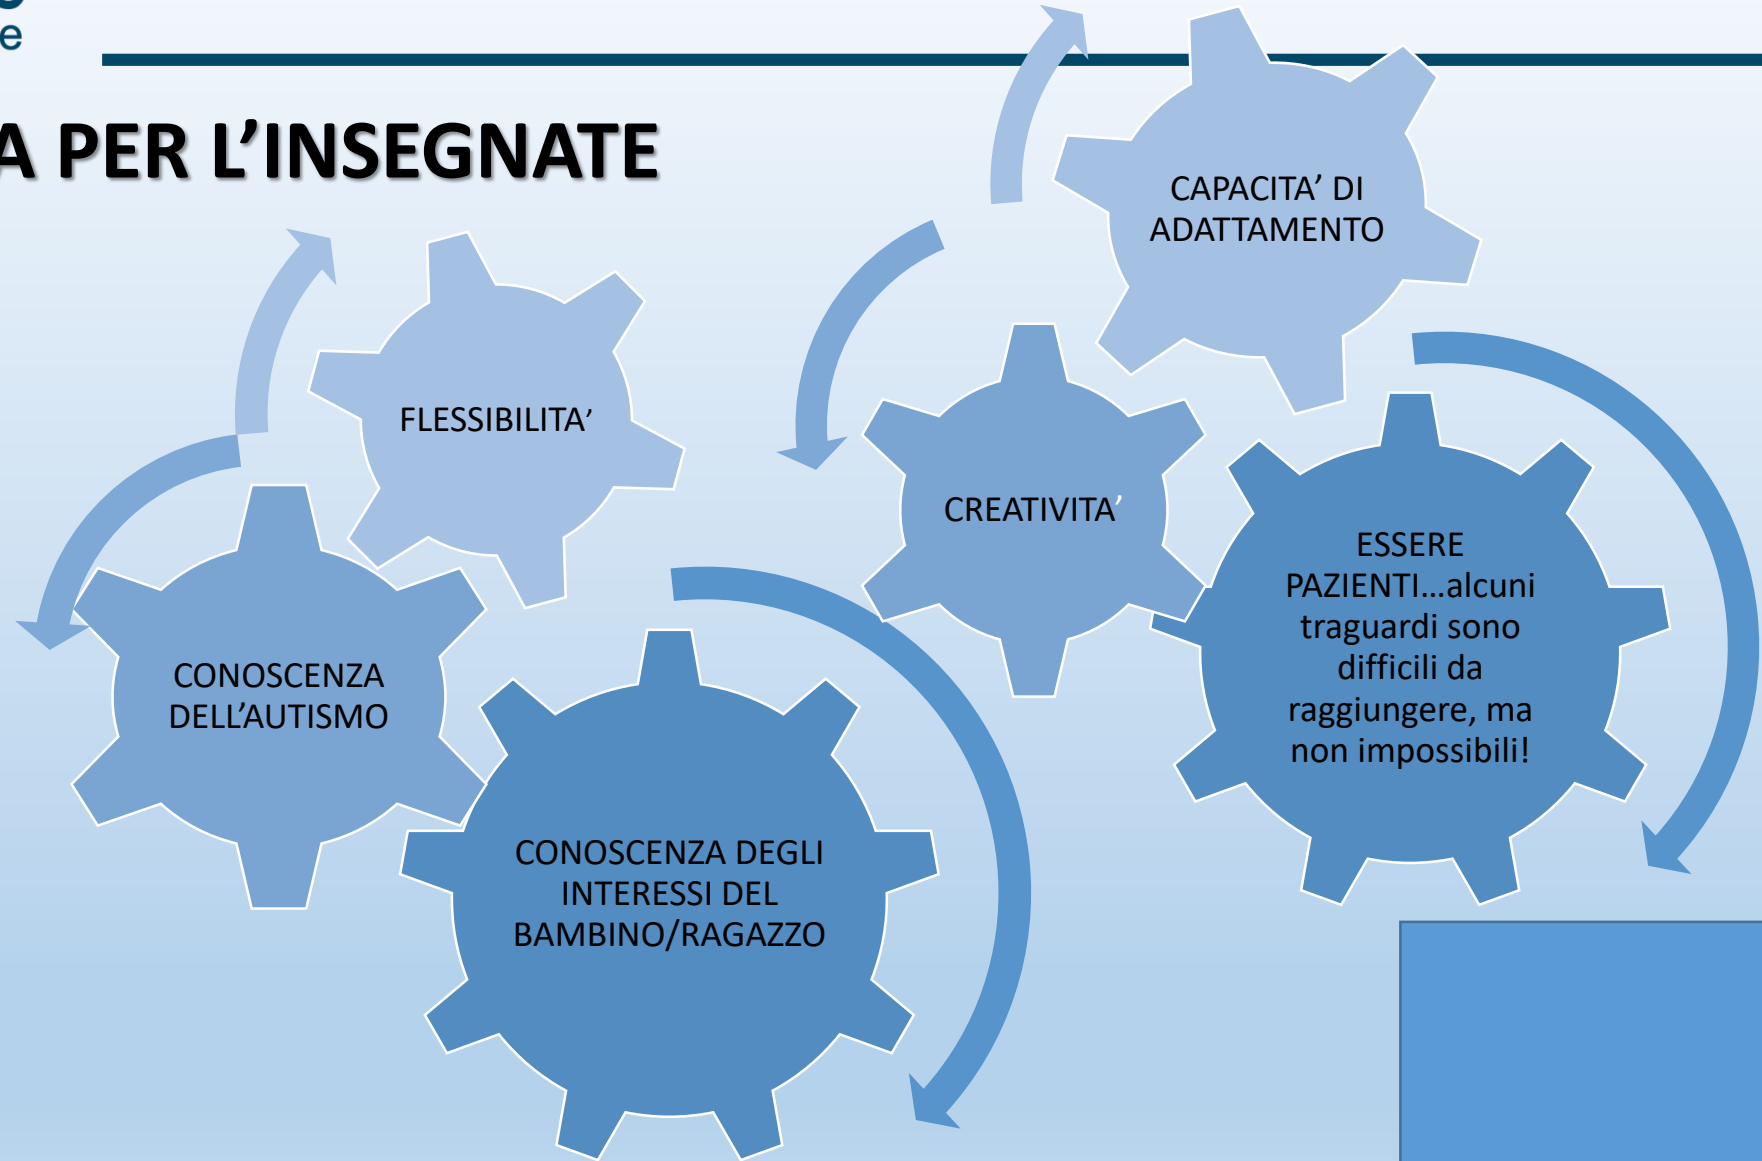 e
A PER L’INSEGNATE
FLESSIBILITA’
CONOSCENZA
DELL’AUTISMO
CONOSCENZA DEGLI
INTERESSI DEL
BAMBINO/RAGAZZO
CAPACITA’ DI
ADATTAMENTO
CREATIVITA’
ESSERE
PAZIENTI...alcuni
traguardi sono
difficili da
raggiungere, ma
non impossibili!